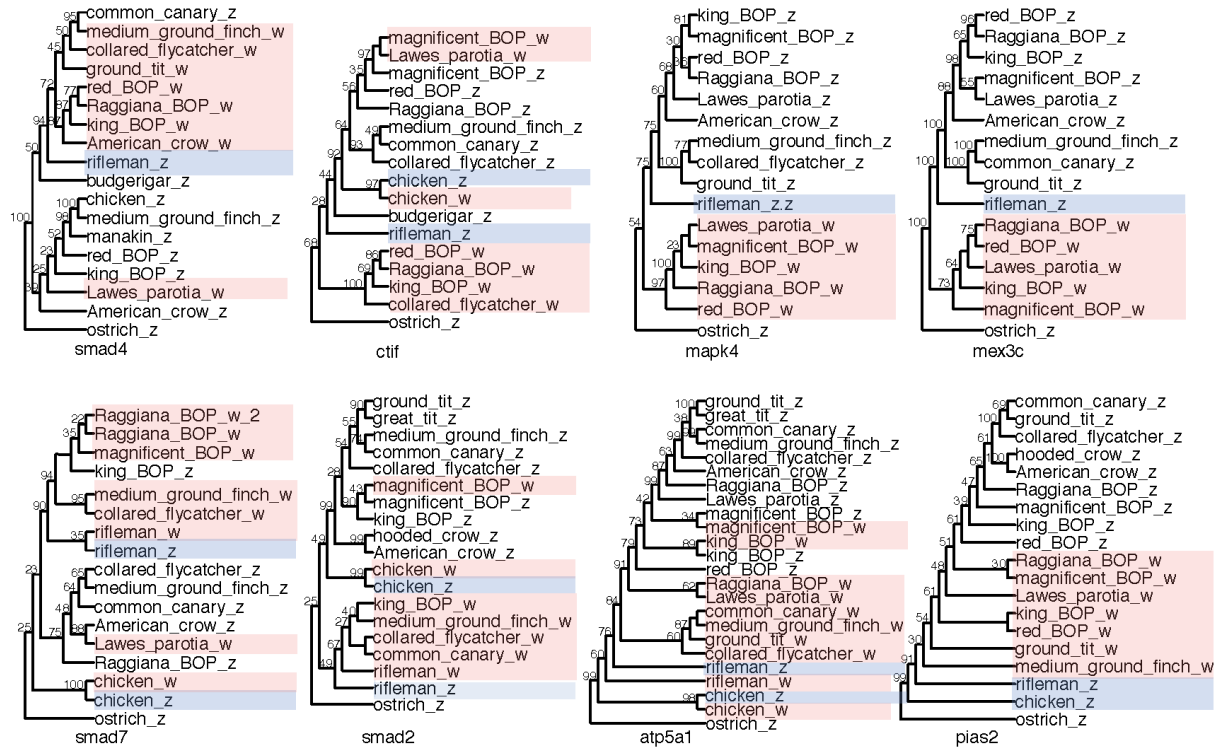 common_canary_z
medium_ground_finch_w
collared_flycatcher_w
ground_tit_w
red_BOP_w
Raggiana_BOP_w
king_BOP_w
American_crow_w
rifleman_z
budgerigar_z
chicken_z
medium_ground_finch_z
manakin_z
red_BOP_z
king_BOP_z
Lawes_parotia_w
American_crow_z
ostrich_z
smad4
magnificent_BOP_w
Lawes_parotia_w
magnificent_BOP_z
red_BOP_z
Raggiana_BOP_z
medium_ground_finch_z
common_canary_z
collared_flycatcher_z
chicken_z
chicken_w
budgerigar_z
rifleman_z
red_BOP_w
Raggiana_BOP_w
king_BOP_w
collared_flycatcher_w
ostrich_z
ctif
king_BOP_z
magnificent_BOP_z
red_BOP_z
Raggiana_BOP_z
Lawes_parotia_z
American_crow_z
medium_ground_finch_z
collared_flycatcher_z
ground_tit_z
rifleman_z.z
Lawes_parotia_w
magnificent_BOP_w
king_BOP_w
Raggiana_BOP_w
red_BOP_w
ostrich_z
mapk4
red_BOP_z
Raggiana_BOP_z
king_BOP_z
magnificent_BOP_z
Lawes_parotia_z
American_crow_z
medium_ground_finch_z
common_canary_z
ground_tit_z
rifleman_z
Raggiana_BOP_w
red_BOP_w
Lawes_parotia_w
king_BOP_w
magnificent_BOP_w
ostrich_z
mex3c
Raggiana_BOP_w_2
Raggiana_BOP_w
magnificent_BOP_w
king_BOP_z
medium_ground_finch_w
collared_flycatcher_w
rifleman_w
rifleman_z
collared_flycatcher_z
medium_ground_finch_z
common_canary_z
American_crow_z
Lawes_parotia_w
Raggiana_BOP_z
chicken_w
chicken_z
ostrich_z
smad7
ground_tit_z
great_tit_z
medium_ground_finch_z
common_canary_z
collared_flycatcher_z
magnificent_BOP_w
magnificent_BOP_z
king_BOP_z
hooded_crow_z
American_crow_z
chicken_w
chicken_z
king_BOP_w
medium_ground_finch_w
collared_flycatcher_w
common_canary_w
rifleman_w
rifleman_z
ostrich_z
smad2
ground_tit_z
great_tit_z
common_canary_z
medium_ground_finch_z
collared_flycatcher_z
American_crow_z
Raggiana_BOP_z
Lawes_parotia_z
magnificent_BOP_z
magnificent_BOP_w
king_BOP_w
king_BOP_z
red_BOP_z
Raggiana_BOP_w
Lawes_parotia_w
common_canary_w
medium_ground_finch_w
ground_tit_w
collared_flycatcher_w
rifleman_z
rifleman_w
chicken_z
chicken_w
ostrich_z
atp5a1
common_canary_z
ground_tit_z
collared_flycatcher_z
hooded_crow_z
American_crow_z
Raggiana_BOP_z
magnificent_BOP_z
king_BOP_z
red_BOP_z
Raggiana_BOP_w
magnificent_BOP_w
Lawes_parotia_w
king_BOP_w
red_BOP_w
ground_tit_w
medium_ground_finch_w
rifleman_z
chicken_z
ostrich_z
pias2